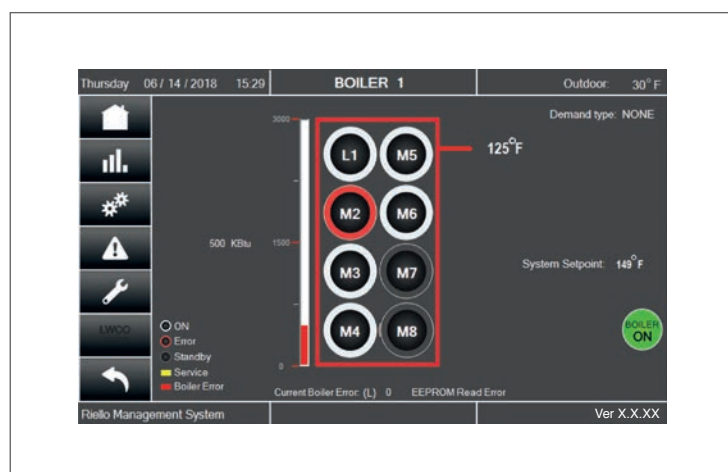 Thursday 06 / 14 / 2018 15:29 BOILER 1 Outdoor: 30°F
Demand type: NONE
3000
L1 M5 125°F
M2 M6
500 KBtu 1500
M3 M7
System Setpoint: 149°F
M4 M8
0
LWCO
ON
Error
Standby
Service
Boiler Error
BOILER
ON
Current Boiler Error: (L) 0 EEPROM Read Error
Riello Management System Ver X.X.XX